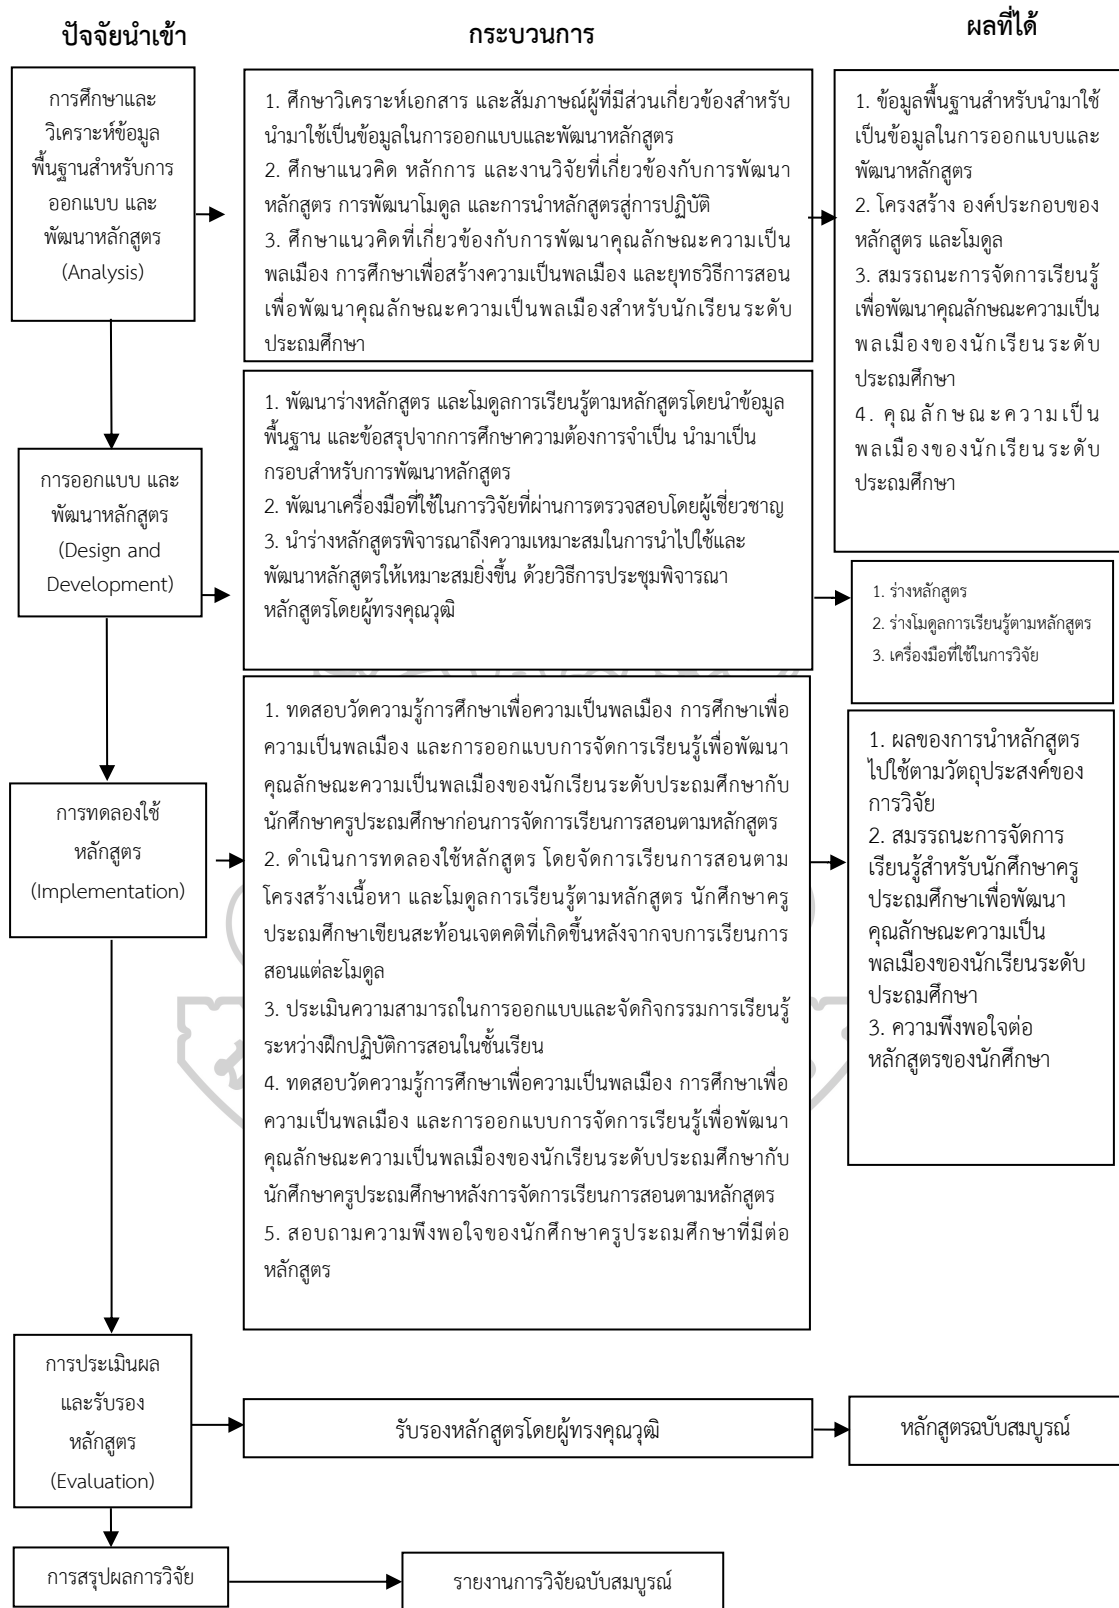 ปัจจัยนำเข้า
กระบวนการ
ผลที่ได้
การศึกษาและ
วิเคราะห์ข้อมูล
พื้นฐานสำหรับการ
ออกแบบ และ
พัฒนาหลักสูตร
(Analysis)
1. ศึกษาวิเคราะห์เอกสาร และสัมภาษณ์ผู้ที่มีส่วนเกี่ยวข้องสำหรับ
นำมาใช้เป็นข้อมูลในการออกแบบและพัฒนาหลักสูตร
2. ศึกษาแนวคิด หลักการ และงานวิจัยที่เกี่ยวข้องกับการพัฒนา
หลักสูตร การพัฒนาโมดูล และการนำหลักสูตรสู่การปฏิบัติ
3. ศึกษาแนวคิดที่เกี่ยวข้องกับการพัฒนาคุณลักษณะความเป็น
พลเมือง การศึกษาเพื่อสร้างความเป็นพลเมือง และยุทธวิธีการสอน
เพื่อพัฒนาคุณลักษณะความเป็นพลเมืองสำหรับนักเรียนระดับ
ประถมศึกษา
1. ข้อมูลพื้นฐานสำหรับนำมาใช้
เป็นข้อมูลในการออกแบบและ
พัฒนาหลักสูตร
2. โครงสร้าง องค์ประกอบของ
หลักสูตร และโมดูล
3. สมรรถนะการจัดการเรียนรู้
เพื่อพัฒนาคุณลักษณะความเป็น
พลเมืองของนักเรียนระดับ
ประถมศึกษา
4. คุณลักษณะความเป็น
พลเมืองของนักเรียนระดับ
ประถมศึกษา
การออกแบบ และ
พัฒนาหลักสูตร
(Design and
Development)
1. พัฒนาร่างหลักสูตร และโมดูลการเรียนรู้ตามหลักสูตรโดยนำข้อมูล
พื้นฐาน และข้อสรุปจากการศึกษาความต้องการจำเป็น นำมาเป็น
กรอบสำหรับการพัฒนาหลักสูตร
2. พัฒนาเครื่องมือที่ใช้ในการวิจัยที่ผ่านการตรวจสอบโดยผู้เชี่ยวชาญ
3. นำร่างหลักสูตรพิจารณาถึงความเหมาะสมในการนำไปใช้และ
พัฒนาหลักสูตรให้เหมาะสมยิ่งขึ้น ด้วยวิธีการประชุมพิจารณา
หลักสูตรโดยผู้ทรงคุณวุฒิ
1. ร่างหลักสูตร
2. ร่างโมดูลการเรียนรู้ตามหลักสูตร
3. เครื่องมือที่ใช้ในการวิจัย
การทดลองใช้
หลักสูตร
(Implementation)
1. ทดสอบวัดความรู้การศึกษาเพื่อความเป็นพลเมือง การศึกษาเพื่อ
ความเป็นพลเมือง และการออกแบบการจัดการเรียนรู้เพื่อพัฒนา
คุณลักษณะความเป็นพลเมืองของนักเรียนระดับประถมศึกษากับ
นักศึกษาครูประถมศึกษาก่อนการจัดการเรียนการสอนตามหลักสูตร
2. ดำเนินการทดลองใช้หลักสูตร โดยจัดการเรียนการสอนตาม
โครงสร้างเนื้อหา และโมดูลการเรียนรู้ตามหลักสูตร นักศึกษาครู
ประถมศึกษาเขียนสะท้อนเจตคติที่เกิดขึ้นหลังจากจบการเรียนการ
สอนแต่ละโมดูล
3. ประเมินความสามารถในการออกแบบและจัดกิจกรรมการเรียนรู้
ระหว่างฝึกปฏิบัติการสอนในชั้นเรียน
4. ทดสอบวัดความรู้การศึกษาเพื่อความเป็นพลเมือง การศึกษาเพื่อ
ความเป็นพลเมือง และการออกแบบการจัดการเรียนรู้เพื่อพัฒนา
คุณลักษณะความเป็นพลเมืองของนักเรียนระดับประถมศึกษากับ
นักศึกษาครูประถมศึกษาหลังการจัดการเรียนการสอนตามหลักสูตร
5. สอบถามความพึงพอใจของนักศึกษาครูประถมศึกษาที่มีต่อ
หลักสูตร
1. ผลของการนำหลักสูตร
ไปใช้ตามวัตถุประสงค์ของ
การวิจัย
2. สมรรถนะการจัดการ
เรียนรู้สำหรับนักศึกษาครู
ประถมศึกษาเพื่อพัฒนา
คุณลักษณะความเป็น
พลเมืองของนักเรียนระดับ
ประถมศึกษา
3. ความพึงพอใจต่อ
หลักสูตรของนักศึกษา
การประเมินผล
และรับรอง
หลักสูตร
(Evaluation)
รับรองหลักสูตรโดยผู้ทรงคุณวุฒิ
หลักสูตรฉบับสมบูรณ์
การสรุปผลการวิจัย
รายงานการวิจัยฉบับสมบูรณ์